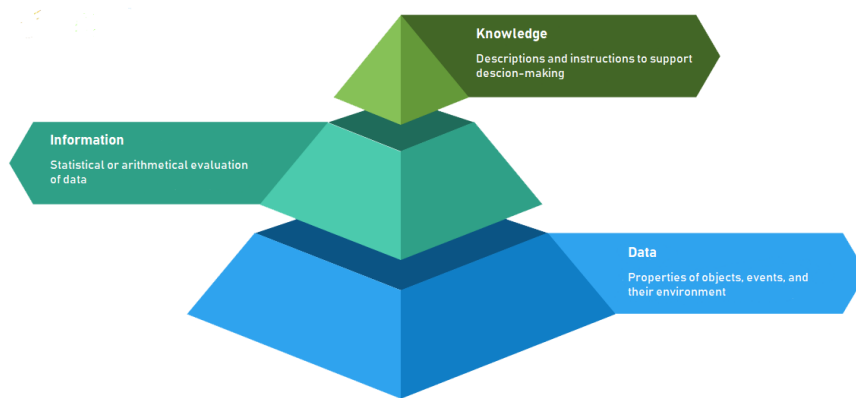 Knowledge
Descriptions and instructions to support
descion-making
Information
Statistical or arithmetical evaluation
of data
Data
Properties of objects, events, and
their environment